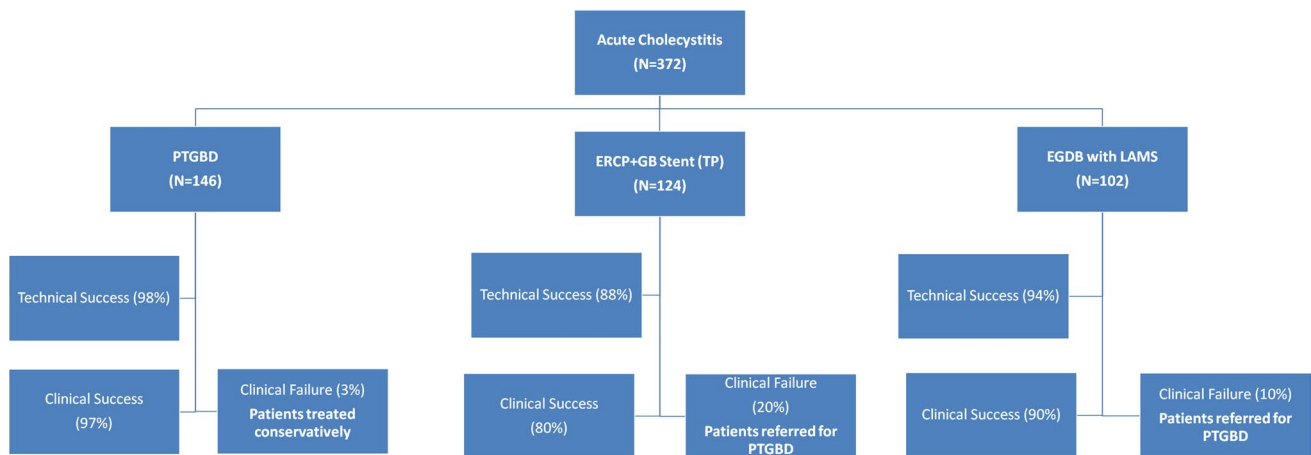 Acute Cholecystitis
(N=372)
PTGBD
(N=146)
ERCP+GB Stent (TP)
(N=124)
EGDB with LAMS
(N=102)
Technical Success (98%)
Technical Success (88%)
Technical Success (94%)
Clinical Success
(97%)
Clinical Failure (3%)
Patients treated
conservatively
Clinical Success
(80%)
Clinical Failure
(20%)
Patients referred for
PTGBD
Clinical Success (90%)
Clinical Failure (10%)
Patients referred for
PTGBD